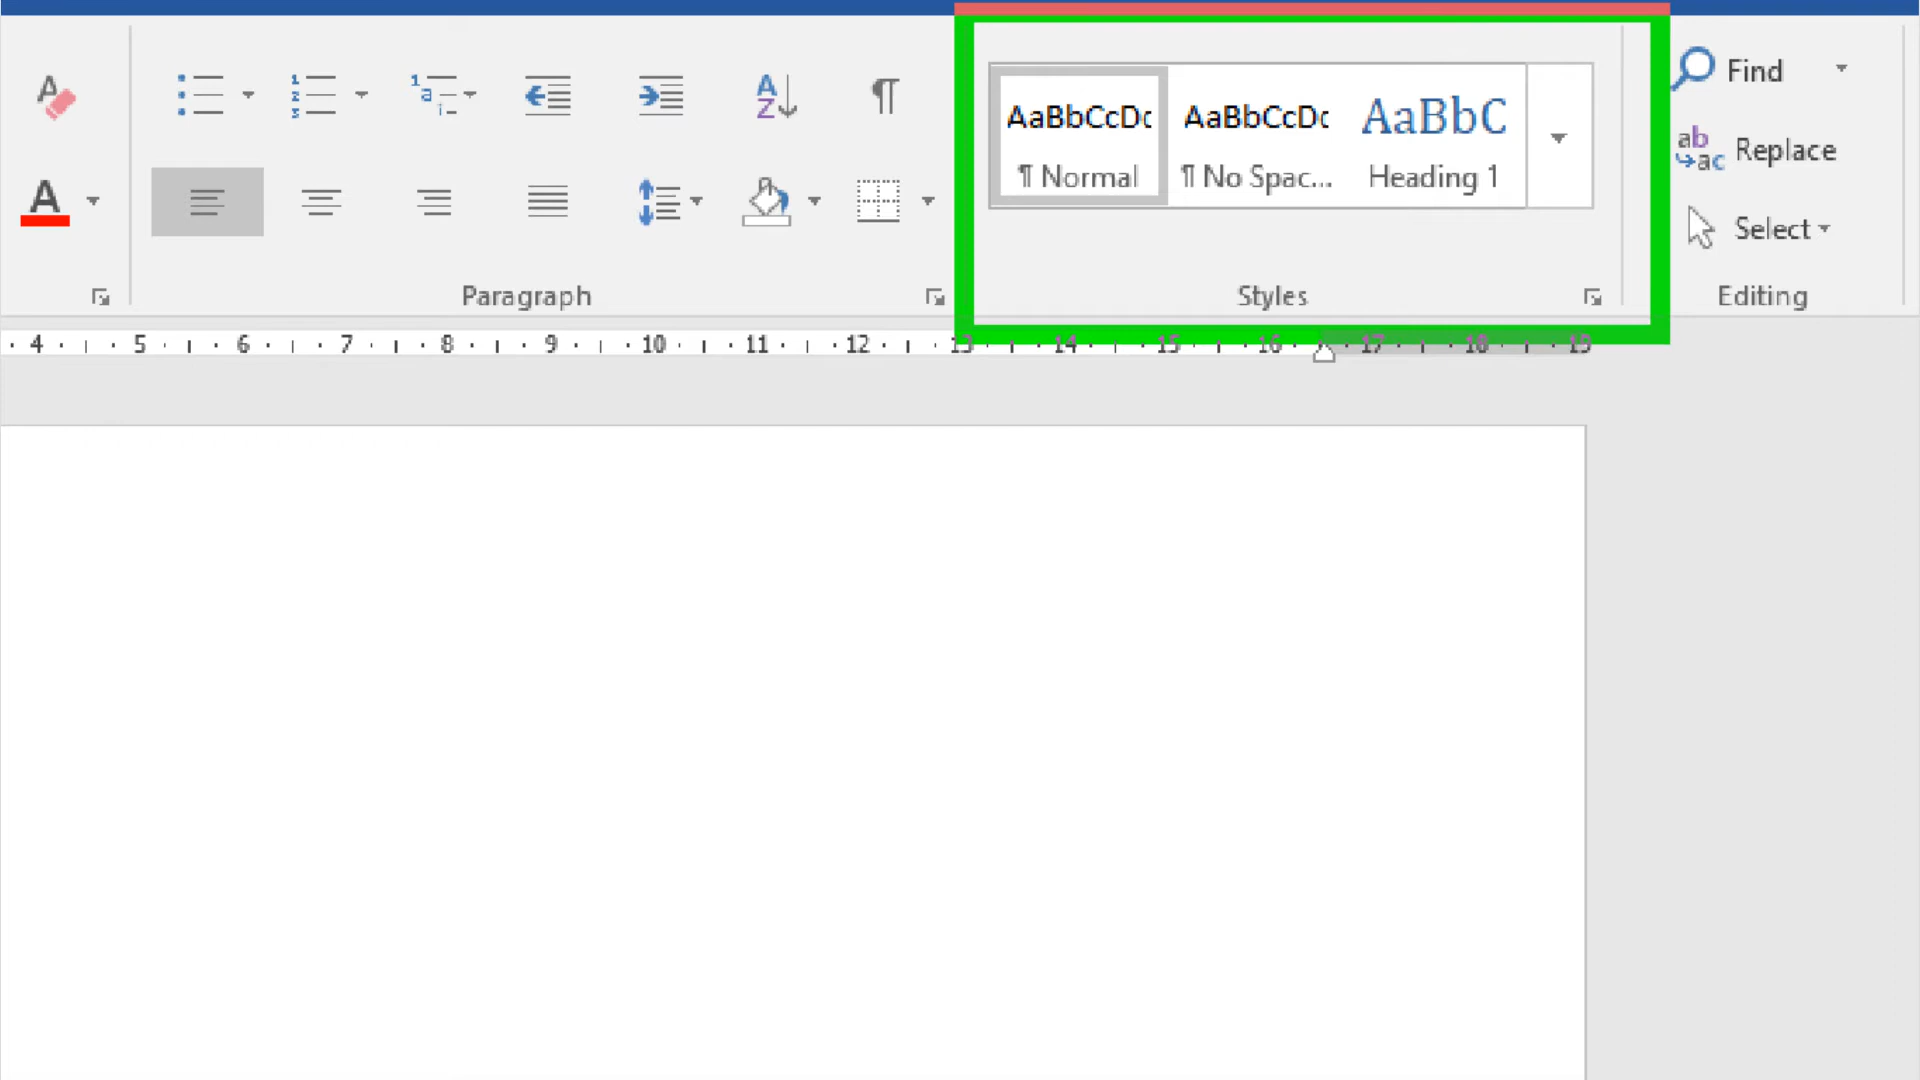 Find
AaBbCcDc AaBbCcDc AaBbC
Replace
¶ Normal ¶ No Spac... Heading 1
Select
Paragraph Styles Editing
4 5 6 7 8 9 10 11 12 13 14 15 16 17 18 19